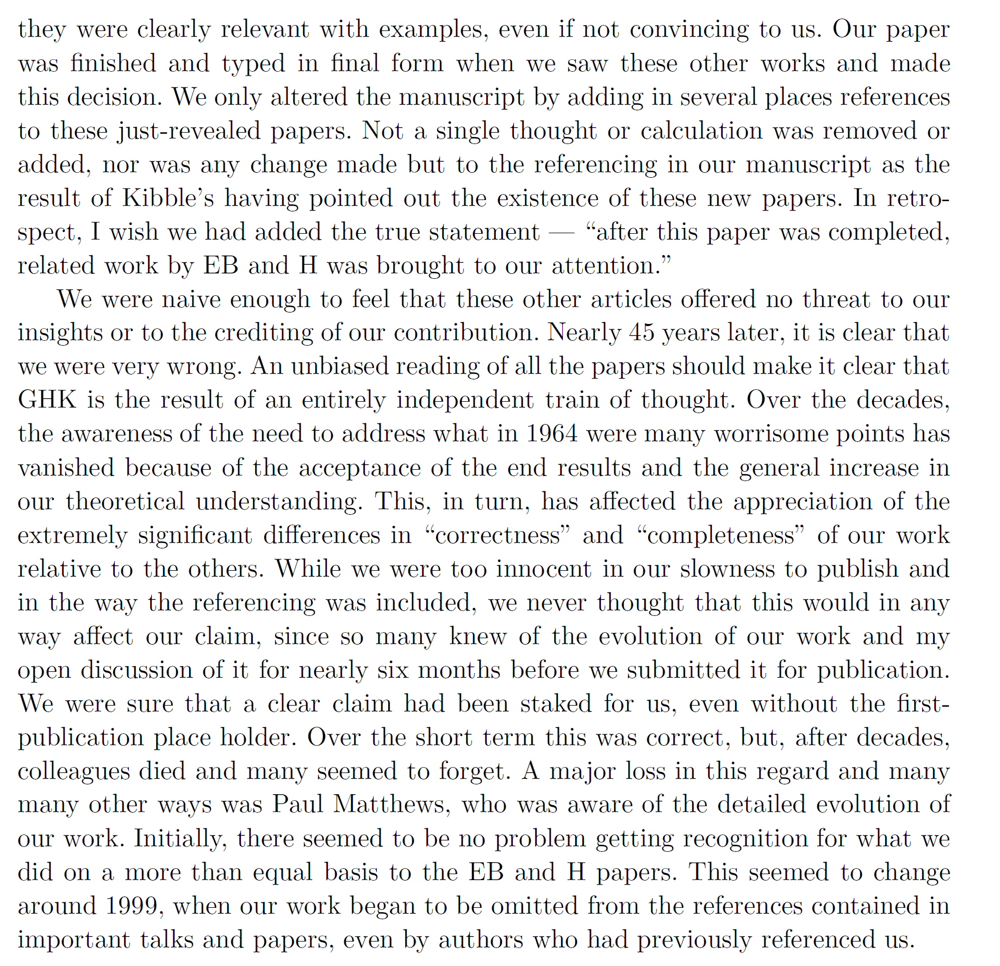 they were clearly relevant with examples, even if not convincing to us. Our paper
was finished and typed in final form when we saw these other works and made
this decision. We only altered the manuscript by adding in several places references
to these just-revealed papers. Not a single thought or calculation was removed or
added, nor was any change made but to the referencing in our manuscript as the
result of Kibble’s having pointed out the existence of these new papers. In retro-
spect, I wish we had added the true statement — “after this paper was completed,
related work by EB and H was brought to our attention.”
We were naive enough to feel that these other articles offered no threat to our
insights or to the crediting of our contribution. Nearly 45 years later, it is clear that
we were very wrong. An unbiased reading of all the papers should make it clear that
GHK is the result of an entirely independent train of thought. Over the decades,
the awareness of the need to address what in 1964 were many worrisome points has
vanished because of the acceptance of the end results and the general increase in
our theoretical understanding. This, in turn, has affected the appreciation of the
extremely significant differences in “correctness” and “completeness” of our work
relative to the others. While we were too innocent in our slowness to publish and
in the way the referencing was included, we never thought that this would in any
way affect our claim, since so many knew of the evolution of our work and my
open discussion of it for nearly six months before we submitted it for publication.
We were sure that a clear claim had been staked for us, even without the first-
publication place holder. Over the short term this was correct, but, after decades,
colleagues died and many seemed to forget. A major loss in this regard and many
many other ways was Paul Matthews, who was aware of the detailed evolution of
our work. Initially, there seemed to be no problem getting recognition for what we
did on a more than equal basis to the EB and H papers. This seemed to change
around 1999, when our work began to be omitted from the references contained in
important talks and papers, even by authors who had previously referenced us.